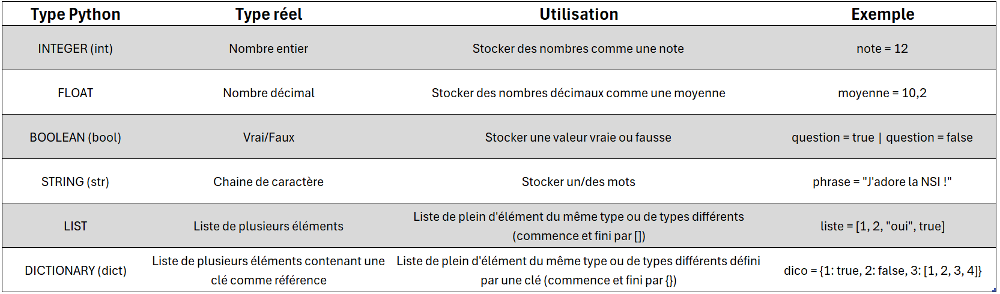 Type Python Type réel Utilisation Exemple
INTEGER (int) Nombre entier Stocker des nombres comme une note note = 12
FLOAT Nombre décimal Stocker des nombres décimaux comme une moyenne moyenne = 10,2
BOOLEAN (bool) Vrai/Faux Stocker une valeur vraie ou fausse question = true | question = false
STRING (str) Chaine de caractère Stocker un/des mots phrase = "J'adore la NSI !"
LIST Liste de plusieurs éléments Liste de plein d'élément du même type ou de types différents
(commence et fini par []) liste = [1, 2, "oui", true]
DICTIONARY (dict) Liste de plusieurs éléments contenant une
clé comme référence Liste de plein d'élément du même type ou de types différents défini
par une clé (commence et fini par {}) dico = {1: true, 2: false, 3: [1, 2, 3, 4]}